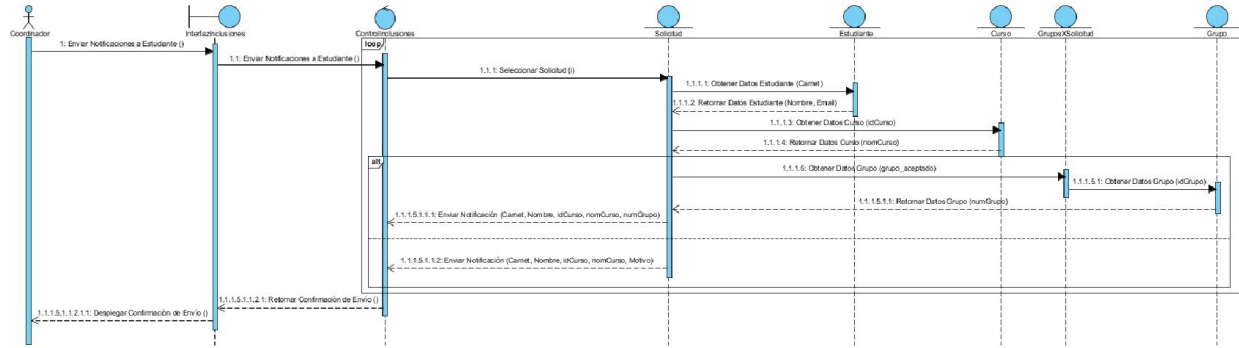 Coordinador
InterfazInclusiones
ControlInclusiones
Solicitud
Estudiante
Curso
GruposXSolicitud
Grupo
loop
1: Enviar Notificaciones a Estudiante ()
1.1: Enviar Notificaciones a Estudiante ()
1.1.1: Seleccionar Solicitud (i)
1.1.1.1: Obtener Datos Estudiante (Carnet)
1.1.1.2: Retornar Datos Estudiante (Nombre, Email)
1.1.1.3: Obtener Datos Curso (idCurso)
1.1.1.4: Retornar Datos Curso (nomCurso)
alt
1.1.1.5: Obtener Datos Grupo (grupo_aceptado)
1.1.1.5.1: Obtener Datos Grupo (idGrupo)
1.1.1.5.1.1: Retornar Datos Grupo (numGrupo)
1.1.1.5.1.1.1: Enviar Notificación (Carnet, Nombre, idCurso, nomCurso, numGrupo)
1.1.1.5.1.1.2: Enviar Notificación (Carnet, Nombre, idCurso, nomCurso, Motivo)
1.1.1.5.1.1.2.1: Retornar Confirmación de Envío ()
1.1.1.5.1.1.2.1.1: Desplegar Confirmación de Envío ()